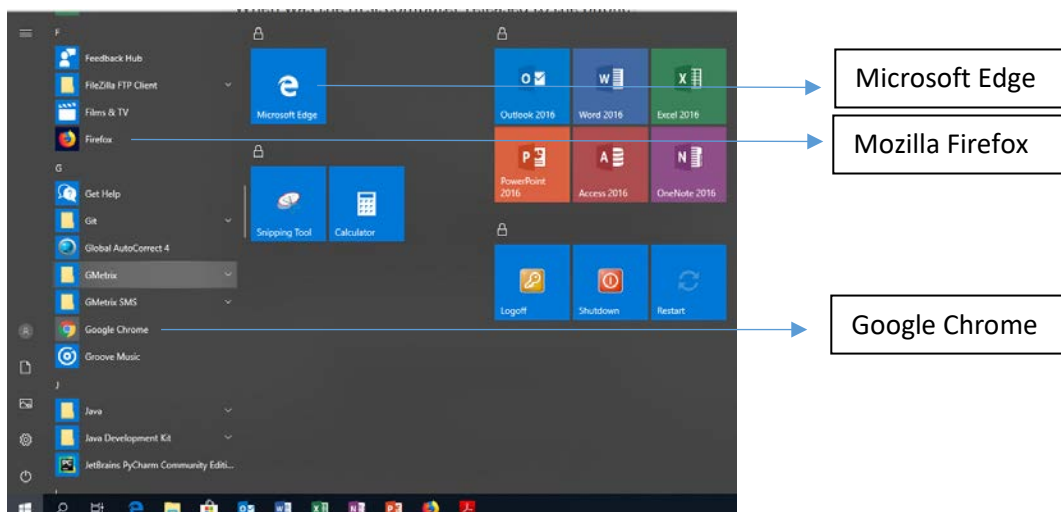 F
Feedback Hub
FileZilla FTP Client
Films & TV
Firefox
G
Get Help
Git
Global AutoCorrect 4
GMetrix
GMetrix SMS
Google Chrome
Groove Music
J
Java
Java Development Kit
JetBrains PyCharm Community Editi...
Microsoft Edge
Snipping Tool
Calculator
Outlook 2016
Word 2016
Excel 2016
PowerPoint
2016
Access 2016
OneNote 2016
Logoff
Shutdown
Restart
Microsoft Edge
Mozilla Firefox
Google Chrome